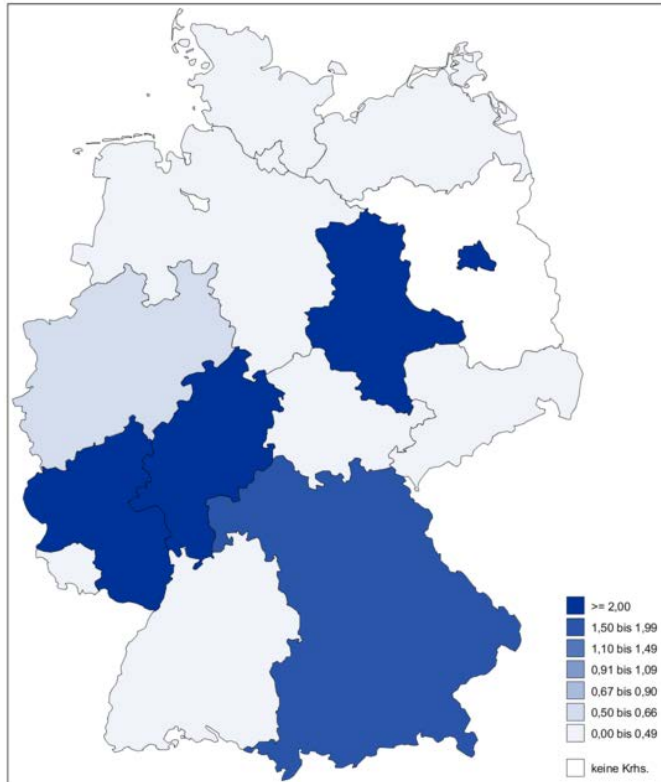 >= 2,00
1,50 bis 1,99
1,10 bis 1,49
0,91 bis 1,09
0,67 bis 0,90
0,50 bis 0,66
0,00 bis 0,49
keine Krhs.